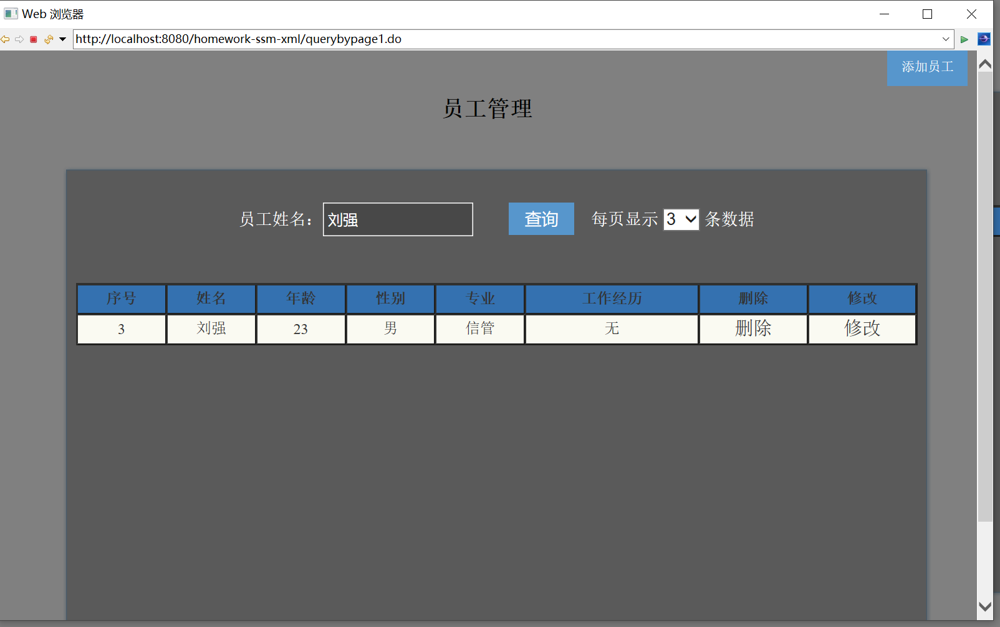 Web 浏览器
http://localhost:8080/homework-ssm-xml/querybypage1.do
添加员工
员工管理
员工姓名： 刘强 查询 每页显示 3 条数据
序号 姓名 年龄 性别 专业 工作经历 删除 修改
3 刘强 23 男 信管 无 删除 修改